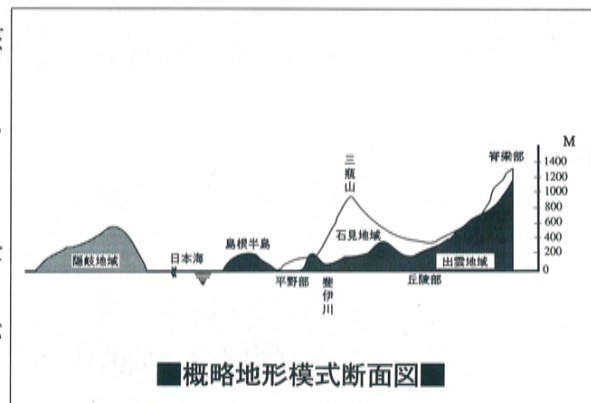 M
脊梁部
1400
1200
1000
800
600
400
200
0
三瓶山
石見地域
島根半島
日本海
隠岐地域
平野部
斐伊川
丘陵部
出雲地域
■概略地形模式断面図■